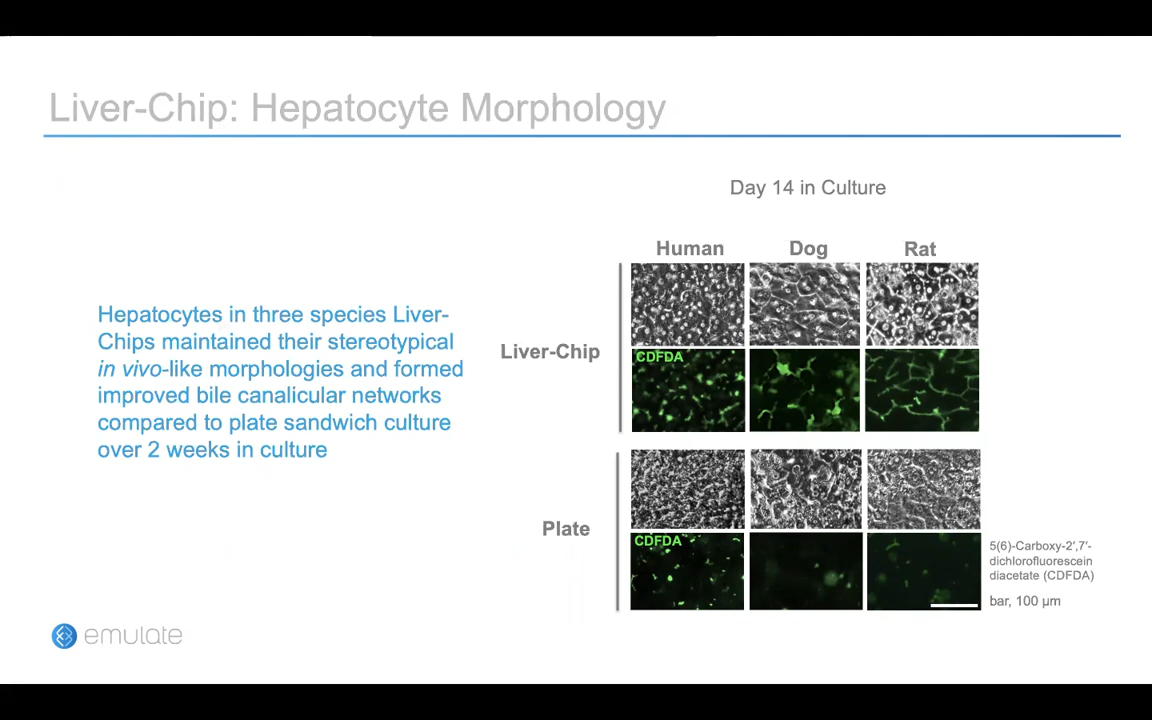 Liver-Chip: Hepatocyte Morphology
Day 14 in Culture
Human Dog Rat
Hepatocytes in three species Liver-
Chips maintained their stereotypical
in vivo-like morphologies and formed
improved bile canalicular networks
compared to plate sandwich culture
over 2 weeks in culture
Liver-Chip
CDFDA
Plate
CDFDA
5(6)-Carboxy-2′,7′-
dichlorofluorescein
diacetate (CDFDA)
bar, 100 µm
emulate